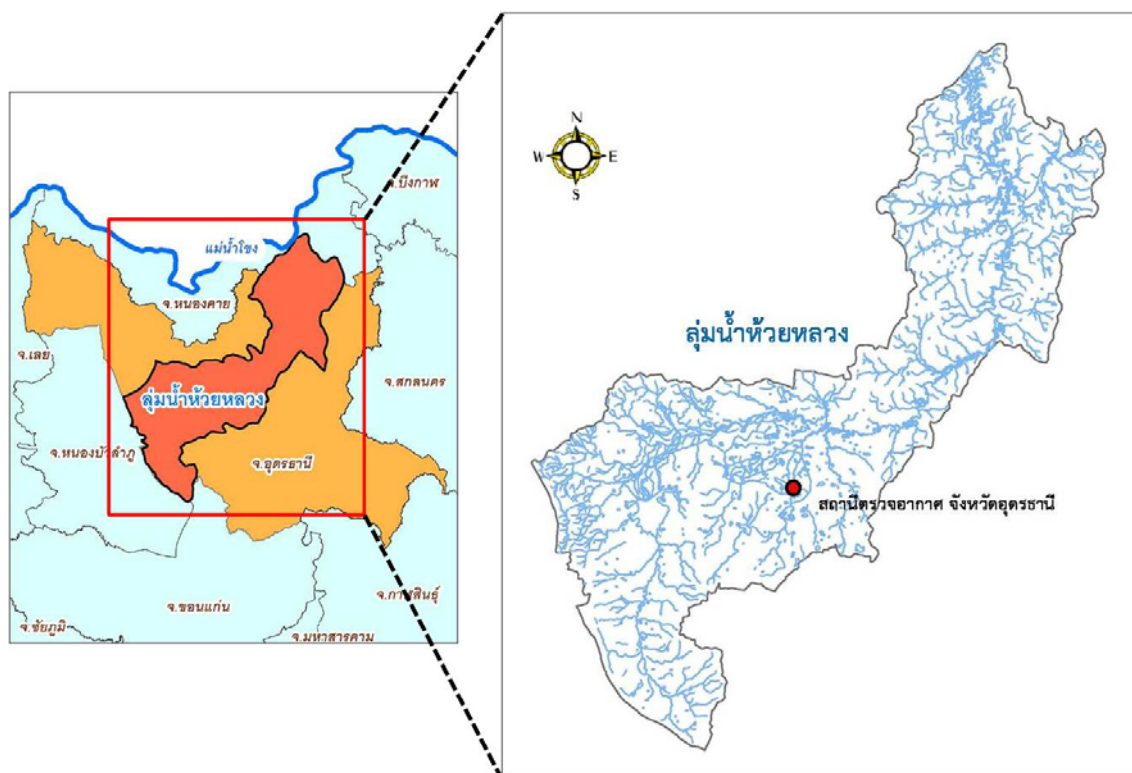 จ.บึงกาฬ
แม่น้ำโขง
จ.หนองคาย
จ.เลย
จ.สกลนคร
ลุ่มน้ำห้วยหลวง
จ.หนองบัวลำภู
จ.อุดรธานี
จ.ขอนแก่น
จ.กาฬสินธุ์
จ.ชัยภูมิ
จ.มหาสารคาม
N
W E
S
ลุ่มน้ำห้วยหลวง
สถานีตรวจอากาศ จังหวัดอุดรธานี